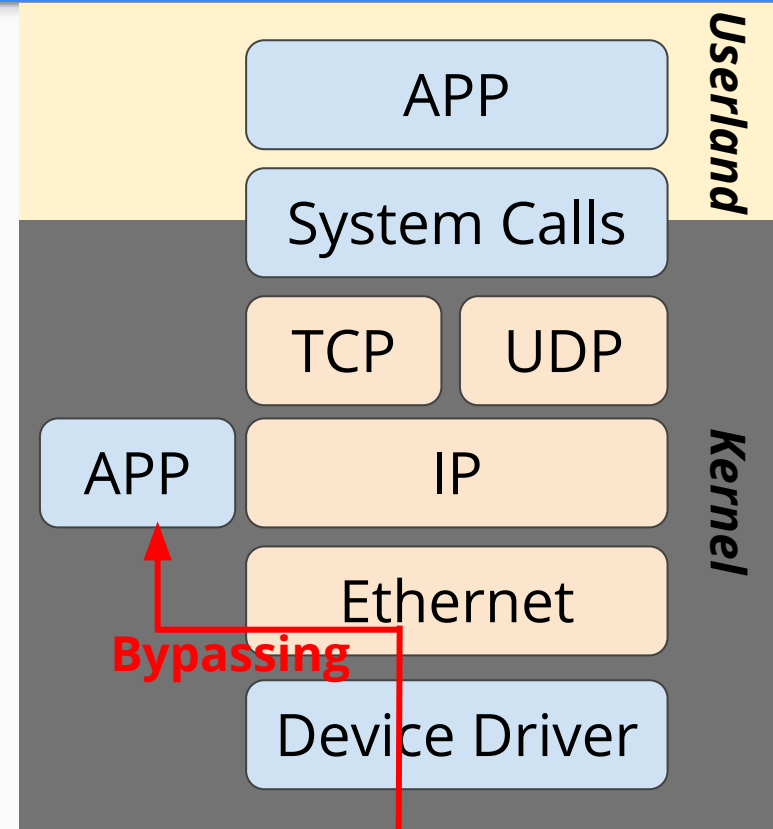 Userland
APP
System Calls
TCP
UDP
Kernel
APP
IP
Ethernet
Bypassing
Device Driver